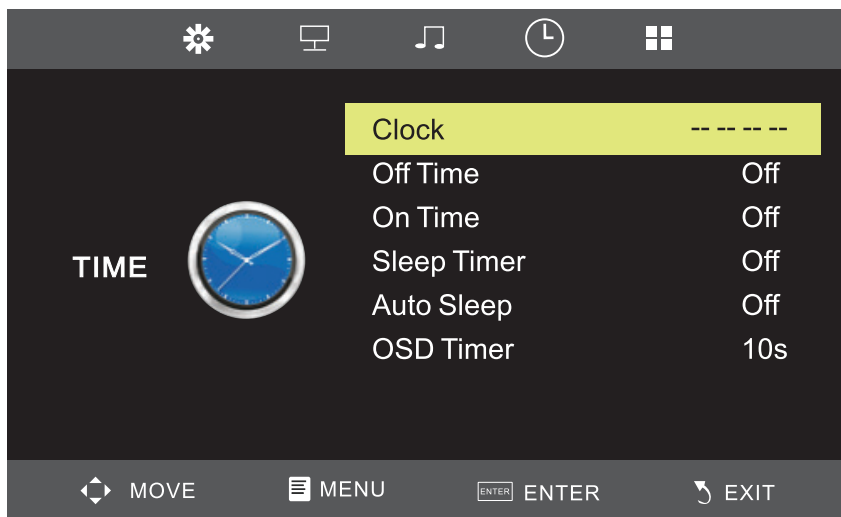 Clock -- -- -- --
Off Time Off
On Time Off
TIME
Sleep Timer Off
Auto Sleep Off
OSD Timer 10s
MOVE MENU ENTER ENTER EXIT